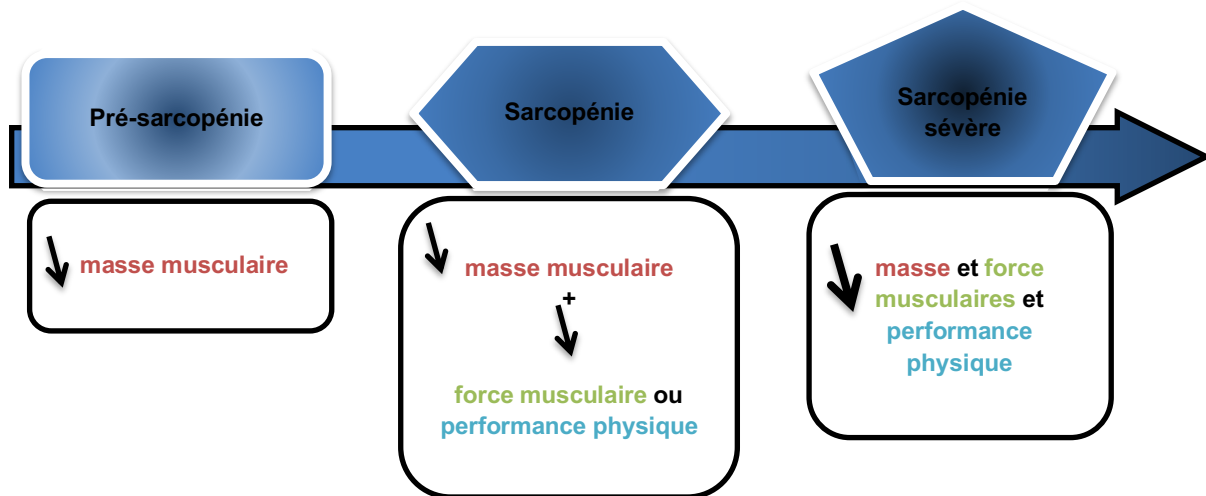 Pré-sarcopénie
masse musculaire
Sarcopénie
masse musculaire
+
force musculaire ou
performance physique
Sarcopénie
sévère
masse et force
musculaires et
performance
physique